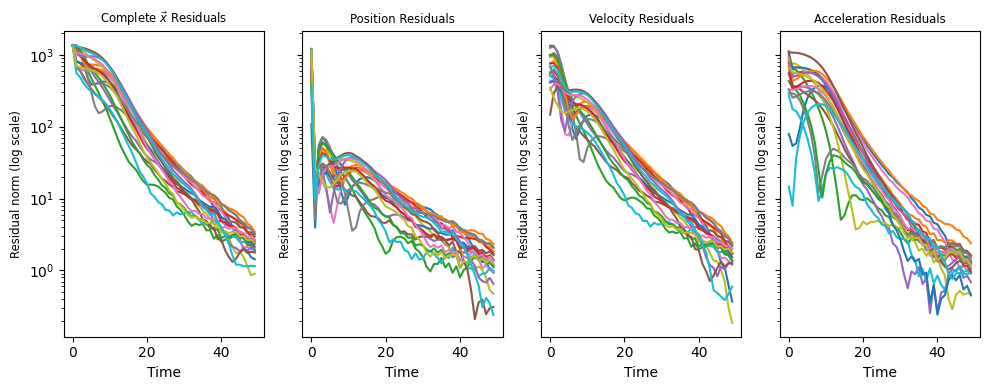 Complete $\vec{x}$ Residuals
Position Residuals
Velocity Residuals
Acceleration Residuals
Residual norm (log scale)
10³
10²
10¹
10⁰
0 20 40
Time
Residual norm (log scale)
0 20 40
Time
Residual norm (log scale)
0 20 40
Time
Residual norm (log scale)
0 20 40
Time